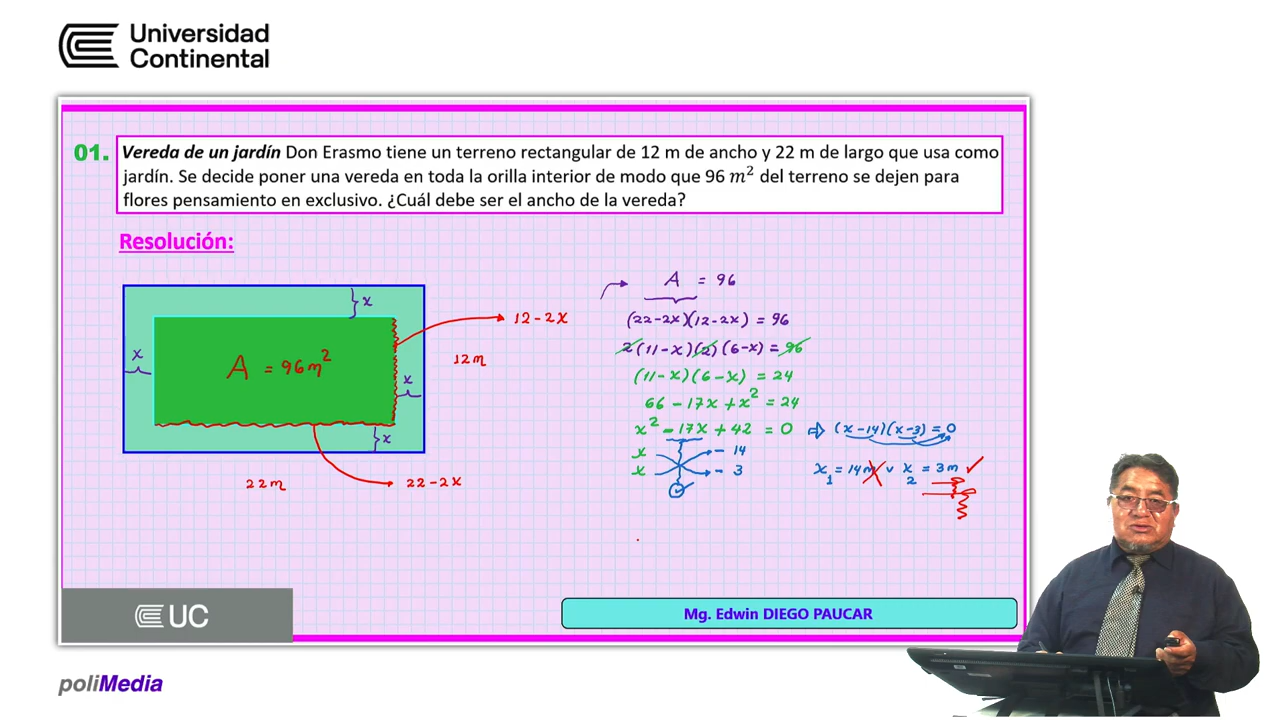 Universidad
Continental
01.
Vereda de un jardín Don Erasmo tiene un terreno rectangular de 12 m de ancho y 22 m de largo que usa como
jardín. Se decide poner una vereda en toda la orilla interior de modo que 96 m² del terreno se dejen para
flores pensamiento en exclusivo. ¿Cuál debe ser el ancho de la vereda?
Resolución:
x
x
A = 96m²
x
x
12-2x
12m
22m
22-2x
A = 96
(22-2x)(12-2x) = 96
2(11-x)(2)(6-x) = 96
(11-x)(6-x) = 24
66 - 17x + x² = 24
x² - 17x + 42 = 0 ⇒ (x-14)(x-3) = 0
x - 14
x - 3
x₁ = 14m v x₂ = 3m ✓
UC
Mg. Edwin DIEGO PAUCAR
poliMedia